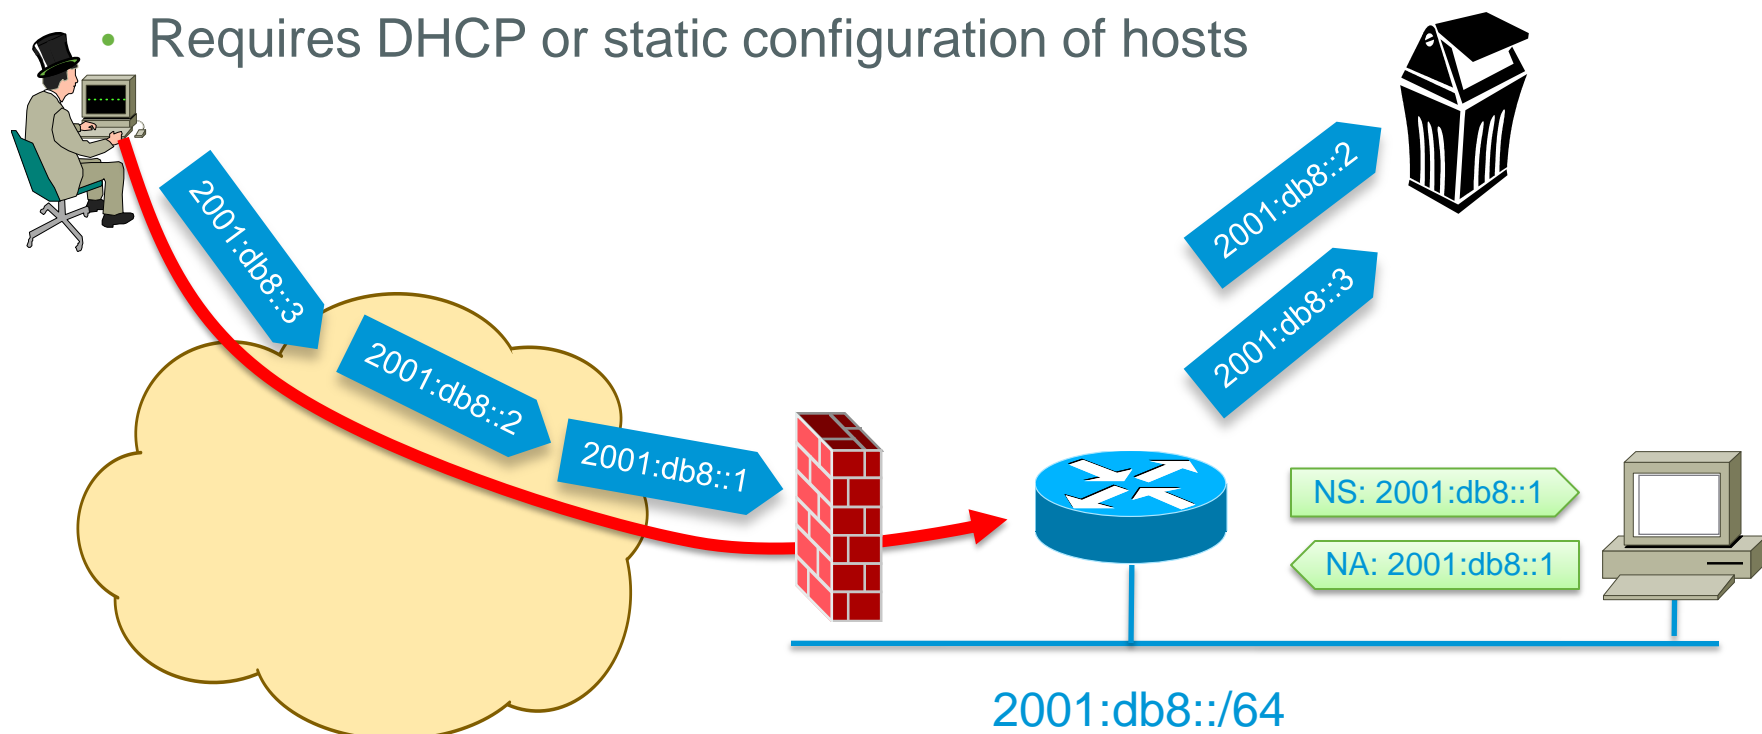 • Requires DHCP or static configuration of hosts
2001:db8::2
2001:db8::3
2001:db8::3
2001:db8::2
2001:db8::1
NS: 2001:db8::1
NA: 2001:db8::1
2001:db8::/64